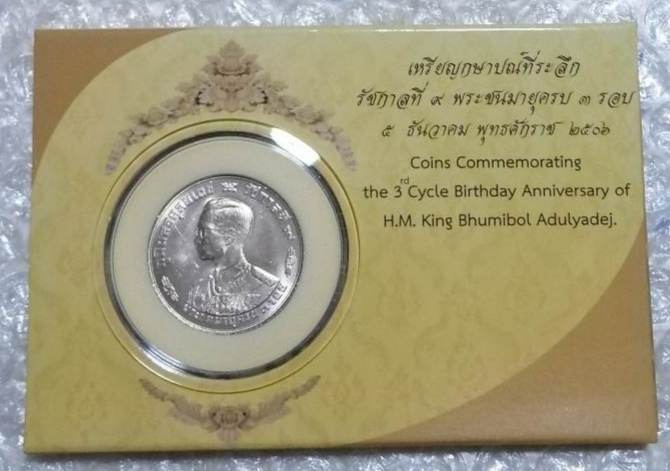 เหรียญกษาปณ์ที่ระลึก
รัชกาลที่ ๙ พระชนมายุครบ ๓ รอบ
๕ ธันวาคม พุทธศักราช ๒๕๐๖
Coins Commemorating
the 3rd Cycle Birthday Anniversary of
H.M. King Bhumibol Adulyadej.